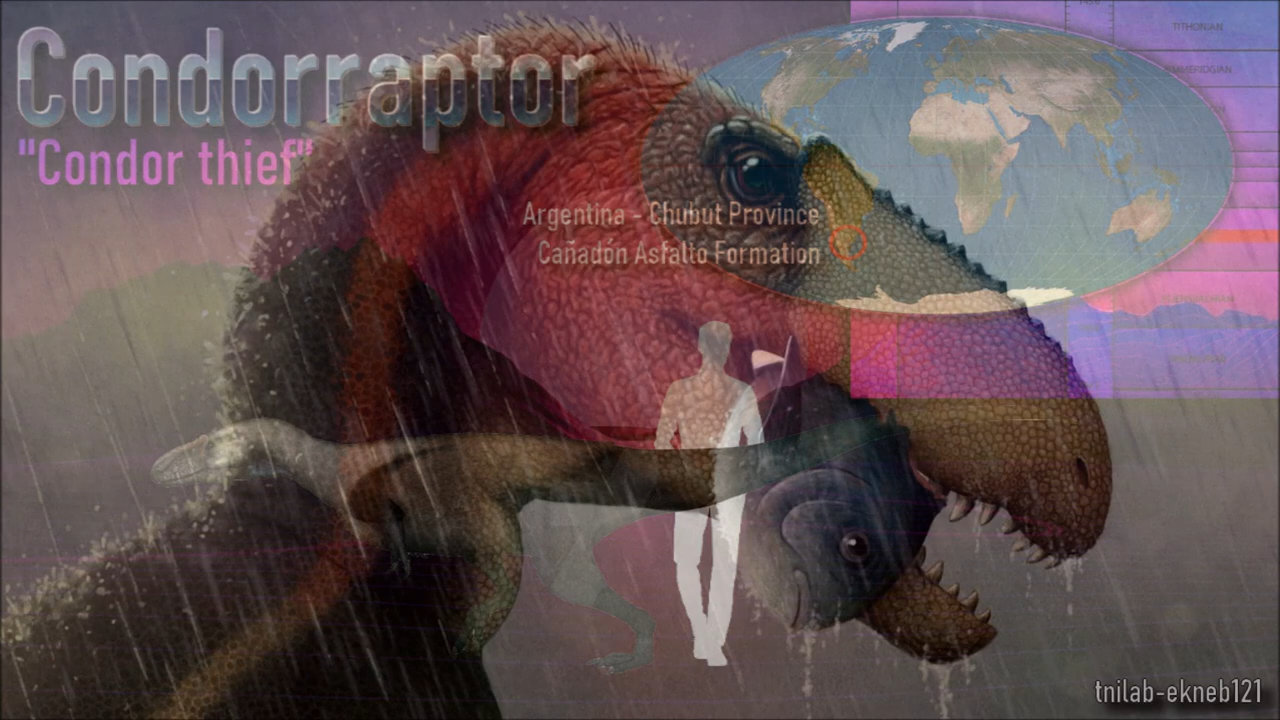 Condorraptor
"Condor thief"
Argentina - Chubut Province
Cañadón Asfalto Formation
TITHONIAN
KIMMERIDGIAN
tnilab-ekneb121